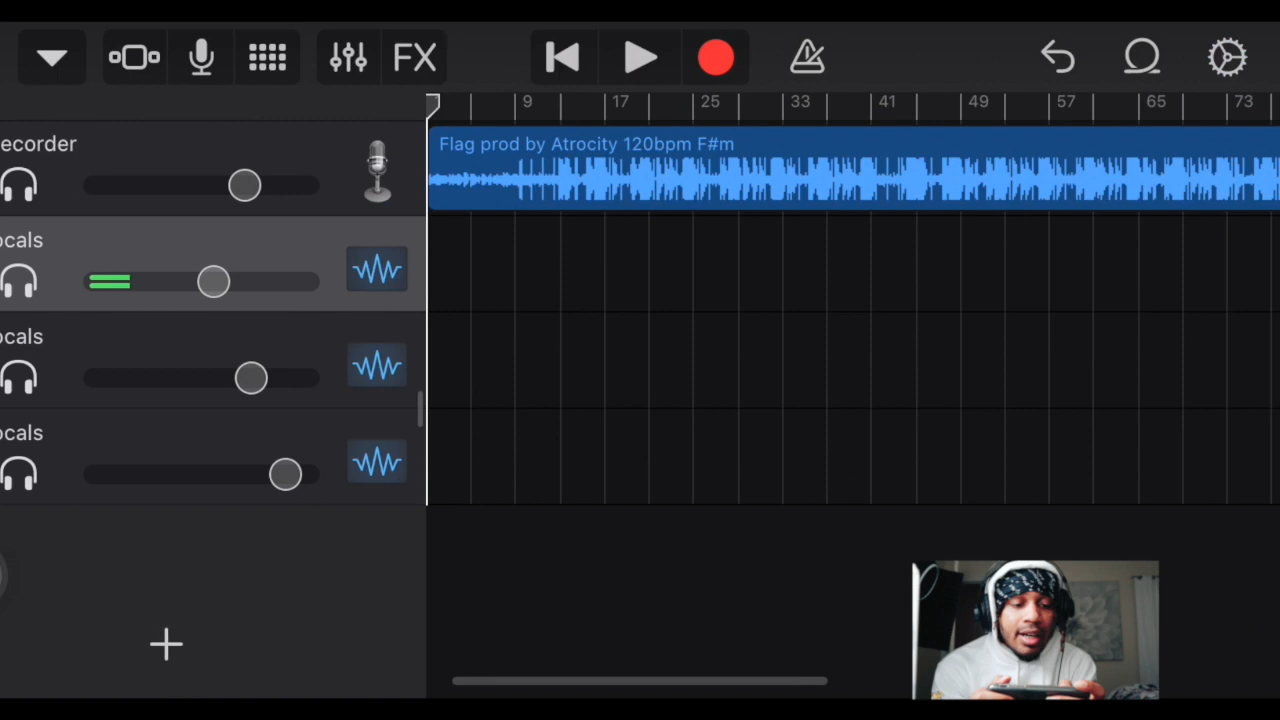 FX
9 17 25 33 41 49 57 65 73
ecorder
Flag prod by Atrocity 120bpm F#m
ocals
ocals
ocals